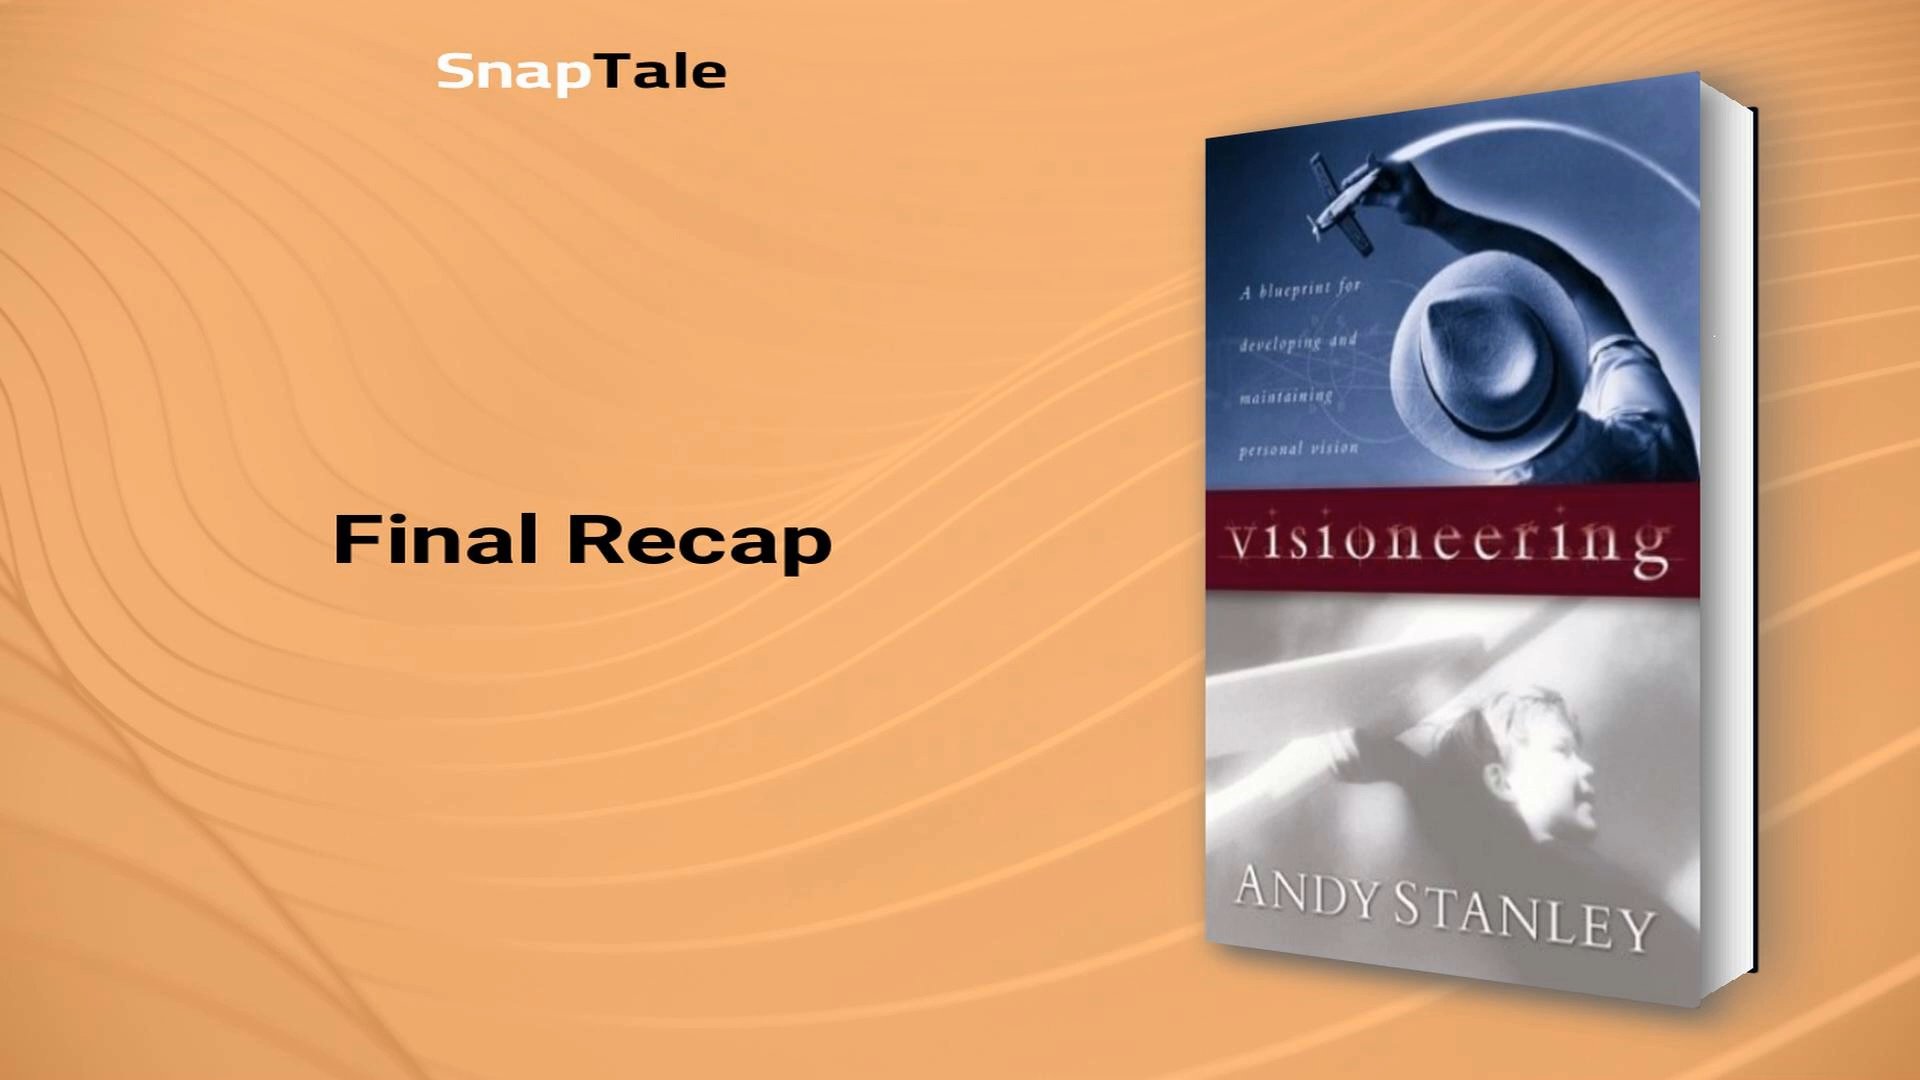 SnapTale
Final Recap
A blueprint for
developing and
maintaining
personal vision
visioneering
ANDY STANLEY